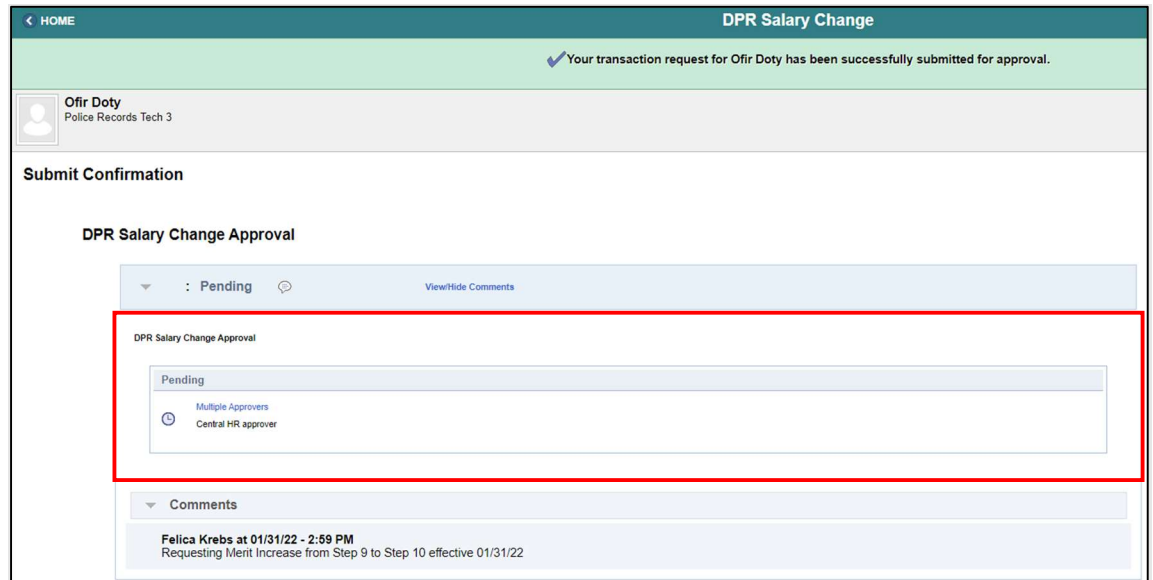 HOME
DPR Salary Change
Your transaction request for Ofir Doty has been successfully submitted for approval.
Ofir Doty
Police Records Tech 3
Submit Confirmation
DPR Salary Change Approval
: Pending View/Hide Comments
DPR Salary Change Approval
Pending
Multiple Approvers
Central HR approver
Comments
Felica Krebs at 01/31/22 - 2:59 PM
Requesting Merit Increase from Step 9 to Step 10 effective 01/31/22